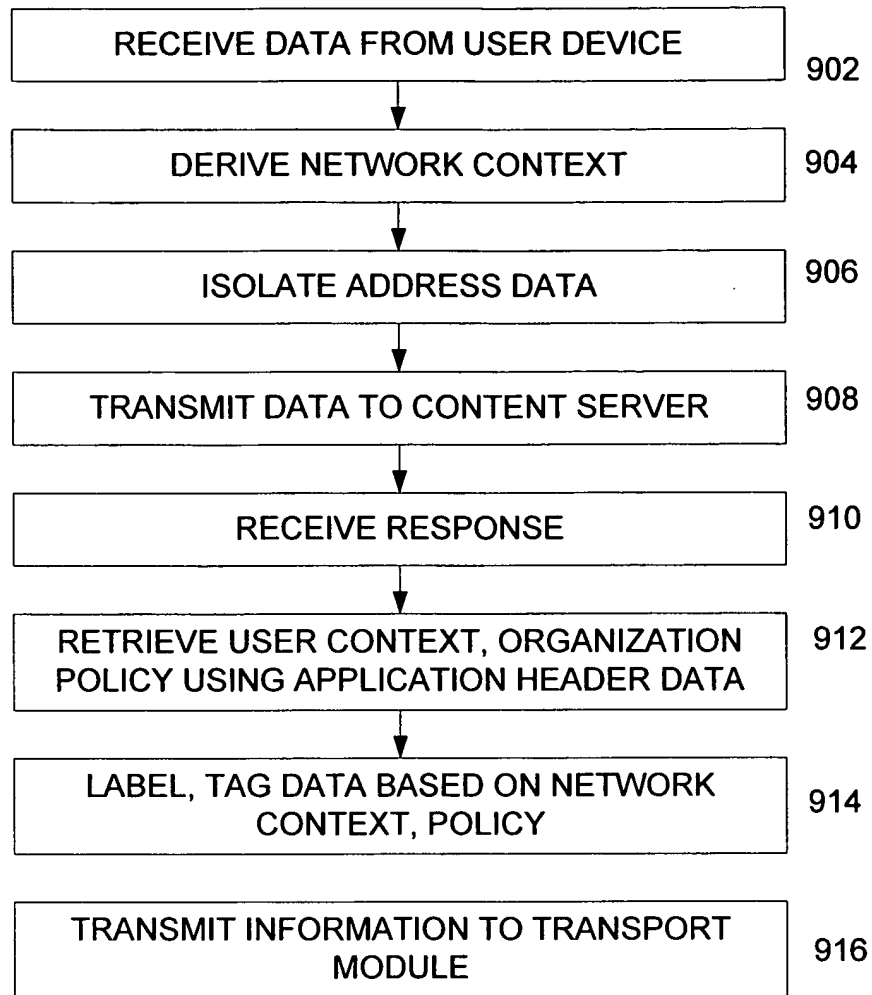 RECEIVE DATA FROM USER DEVICE
902
DERIVE NETWORK CONTEXT
904
ISOLATE ADDRESS DATA
906
TRANSMIT DATA TO CONTENT SERVER
908
RECEIVE RESPONSE
910
RETRIEVE USER CONTEXT, ORGANIZATION
POLICY USING APPLICATION HEADER DATA
912
LABEL, TAG DATA BASED ON NETWORK
CONTEXT, POLICY
914
TRANSMIT INFORMATION TO TRANSPORT
MODULE
916